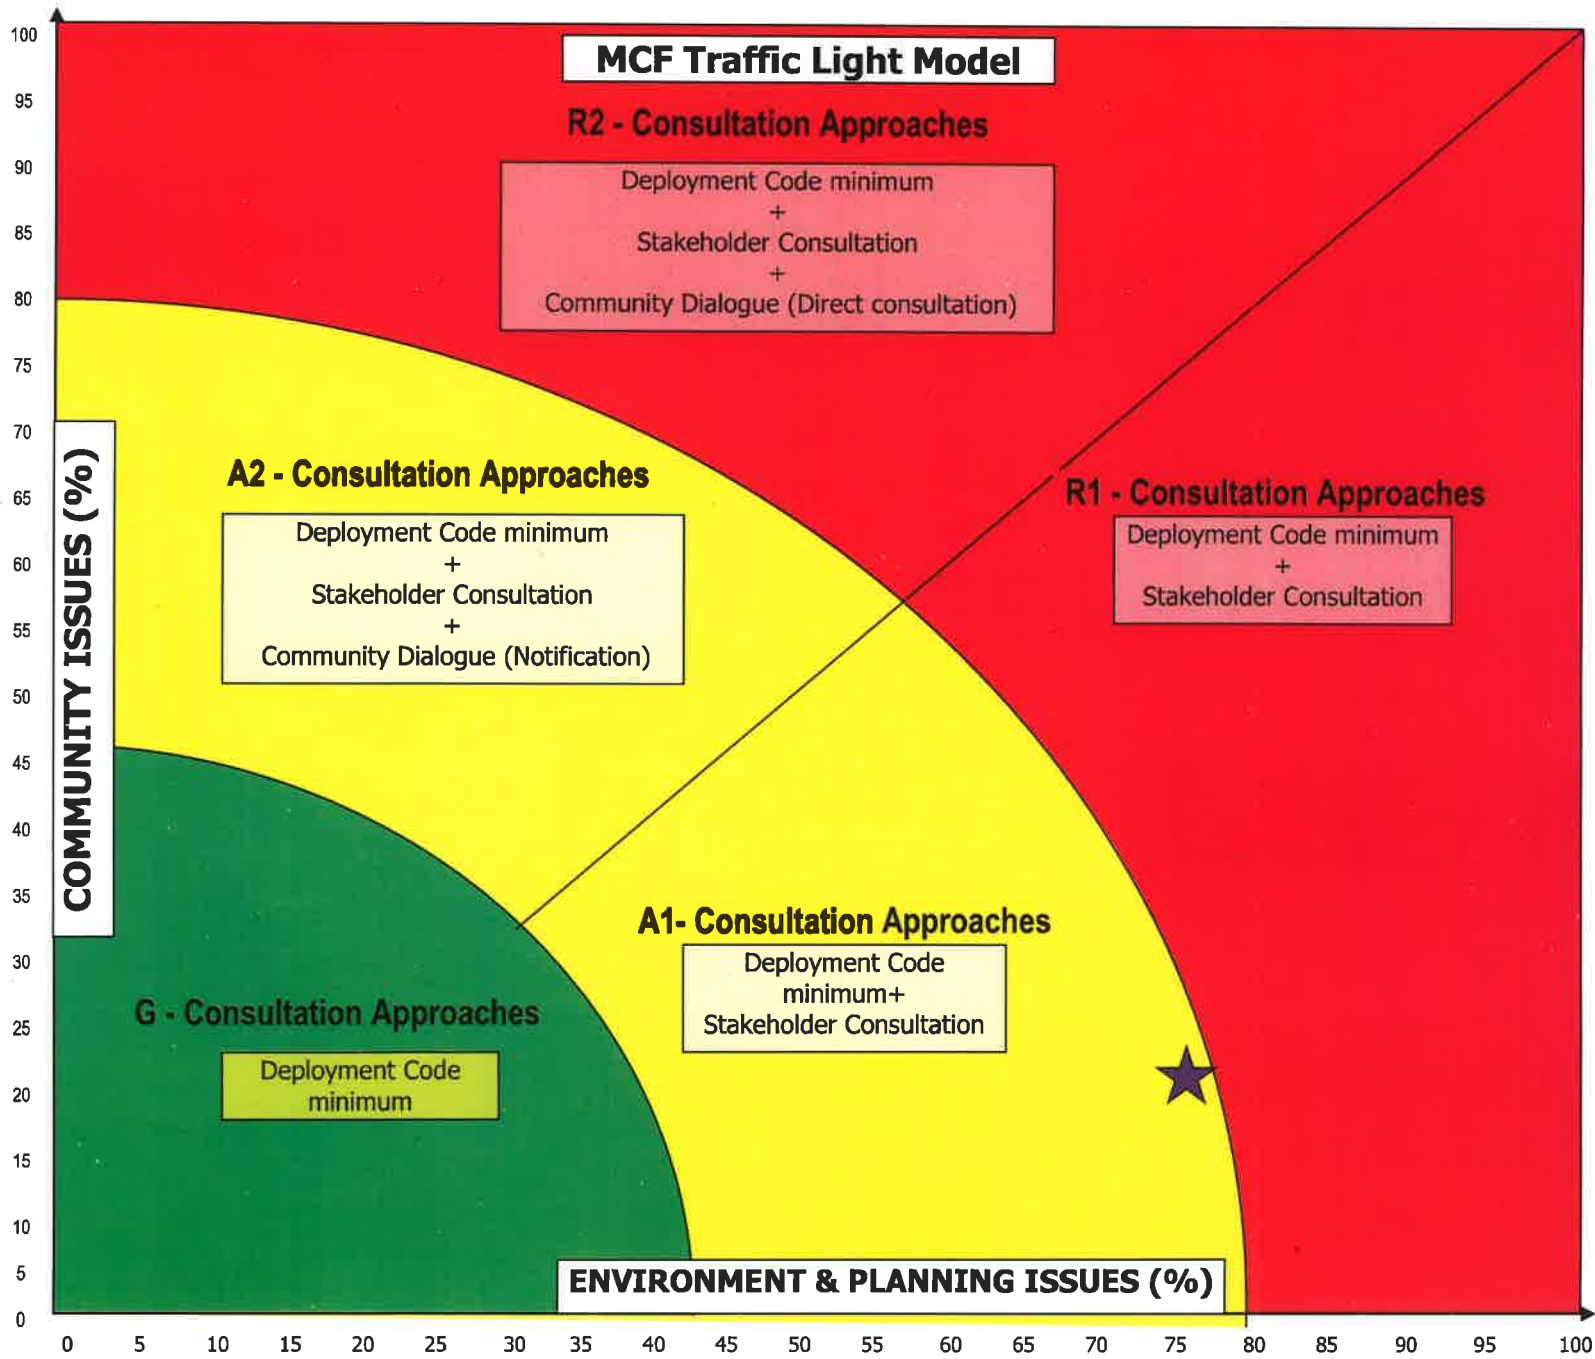 MCF Traffic Light Model
R2 - Consultation Approaches
Deployment Code minimum
+
Stakeholder Consultation
+
Community Dialogue (Direct consultation)
A2 - Consultation Approaches
Deployment Code minimum
+
Stakeholder Consultation
+
Community Dialogue (Notification)
R1 - Consultation Approaches
Deployment Code minimum
+
Stakeholder Consultation
A1- Consultation Approaches
Deployment Code
minimum+
Stakeholder Consultation
G - Consultation Approaches
Deployment Code
minimum
COMMUNITY ISSUES (%)
100
95
90
85
80
75
70
65
60
55
50
45
40
35
30
25
20
15
10
5
0
ENVIRONMENT & PLANNING ISSUES (%)
0 5 10 15 20 25 30 35 40 45 50 55 60 65 70 75 80 85 90 95 100